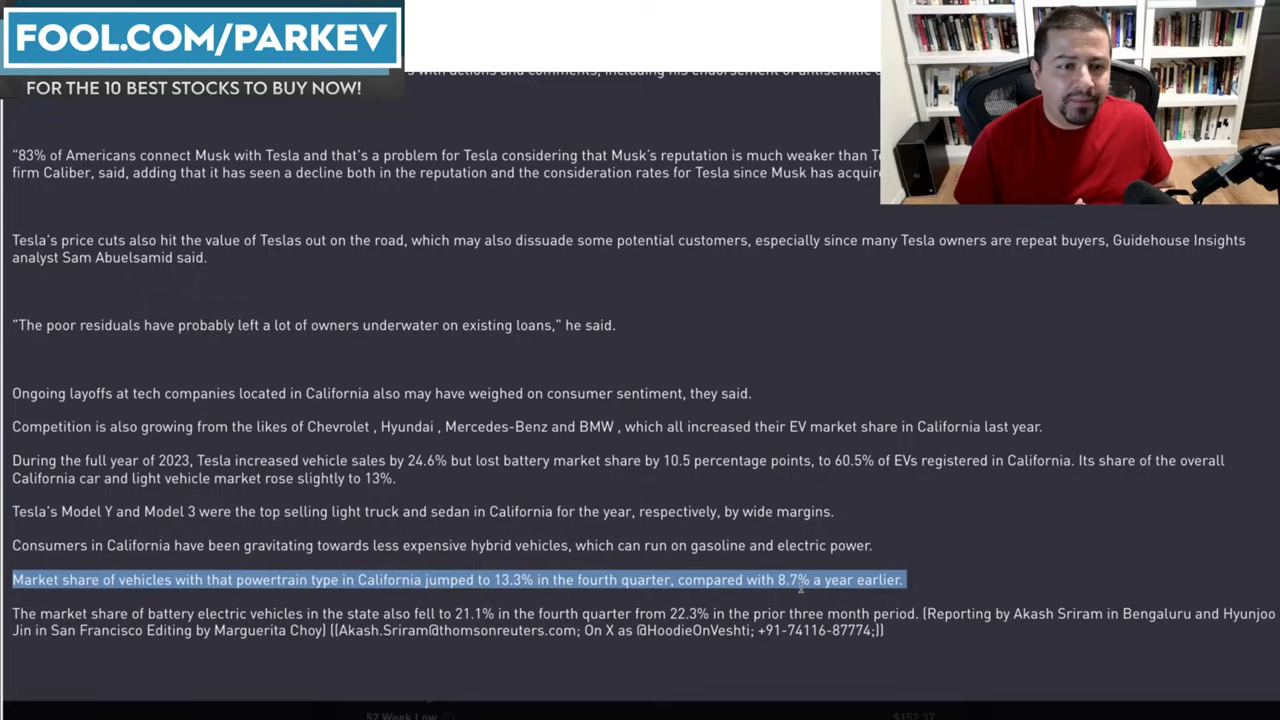 FOOL.COM/PARKEV
FOR THE 10 BEST STOCKS TO BUY NOW!
with actions and comments, including his endorsement of antisemitic
"83% of Americans connect Musk with Tesla and that's a problem for Tesla considering that Musk's reputation is much weaker than
firm Caliber, said, adding that it has seen a decline both in the reputation and the consideration rates for Tesla since Musk has
Tesla's price cuts also hit the value of Teslas out on the road, which may also dissuade some potential customers, especially since many Tesla owners are repeat buyers, Guidehouse Insights
analyst Sam Abuelsamid said.
"The poor residuals have probably left a lot of owners underwater on existing loans," he said.
Ongoing layoffs at tech companies located in California also may have weighed on consumer sentiment, they said.
Competition is also growing from the likes of Chevrolet , Hyundai , Mercedes-Benz and BMW , which all increased their EV market share in California last year.
During the full year of 2023, Tesla increased vehicle sales by 24.6% but lost battery market share by 10.5 percentage points, to 60.5% of EVs registered in California. Its share of the overall
California car and light vehicle market rose slightly to 13%.
Tesla's Model Y and Model 3 were the top selling light truck and sedan in California for the year, respectively, by wide margins.
Consumers in California have been gravitating towards less expensive hybrid vehicles, which can run on gasoline and electric power.
Market share of vehicles with that powertrain type in California jumped to 13.3% in the fourth quarter, compared with 8.7% a year earlier.
The market share of battery electric vehicles in the state also fell to 21.1% in the fourth quarter from 22.3% in the prior three month period. (Reporting by Akash Sriram in Bengaluru and Hyunjoo
Jin in San Francisco Editing by Marguerita Choy) ((Akash.Sriram@thomsonreuters.com; On X as @HoodieOnVeshti; +91-74116-87774;))
52 Week Low
$152.37